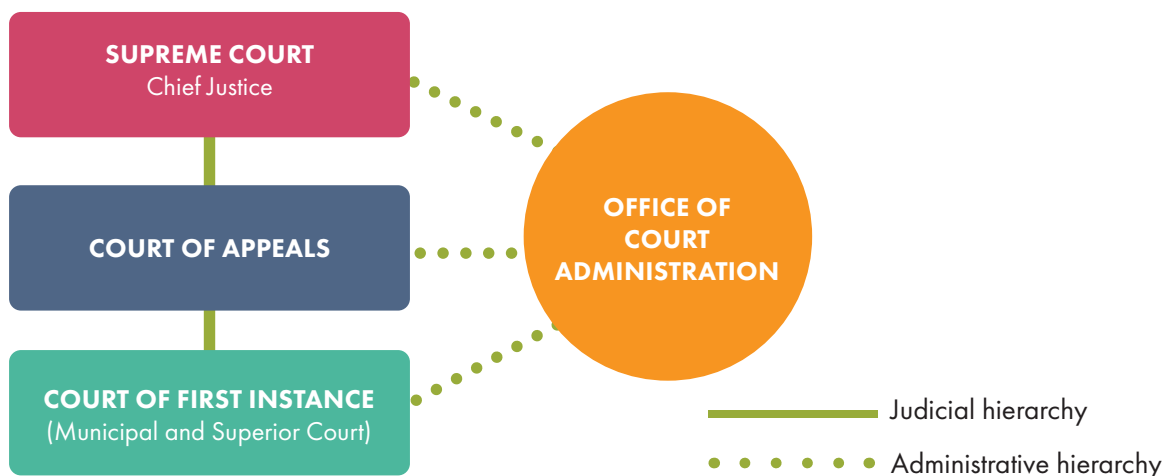 SUPREME COURT
Chief Justice
COURT OF APPEALS
COURT OF FIRST INSTANCE
(Municipal and Superior Court)
OFFICE OF
COURT
ADMINISTRATION
Judicial hierarchy
Administrative hierarchy